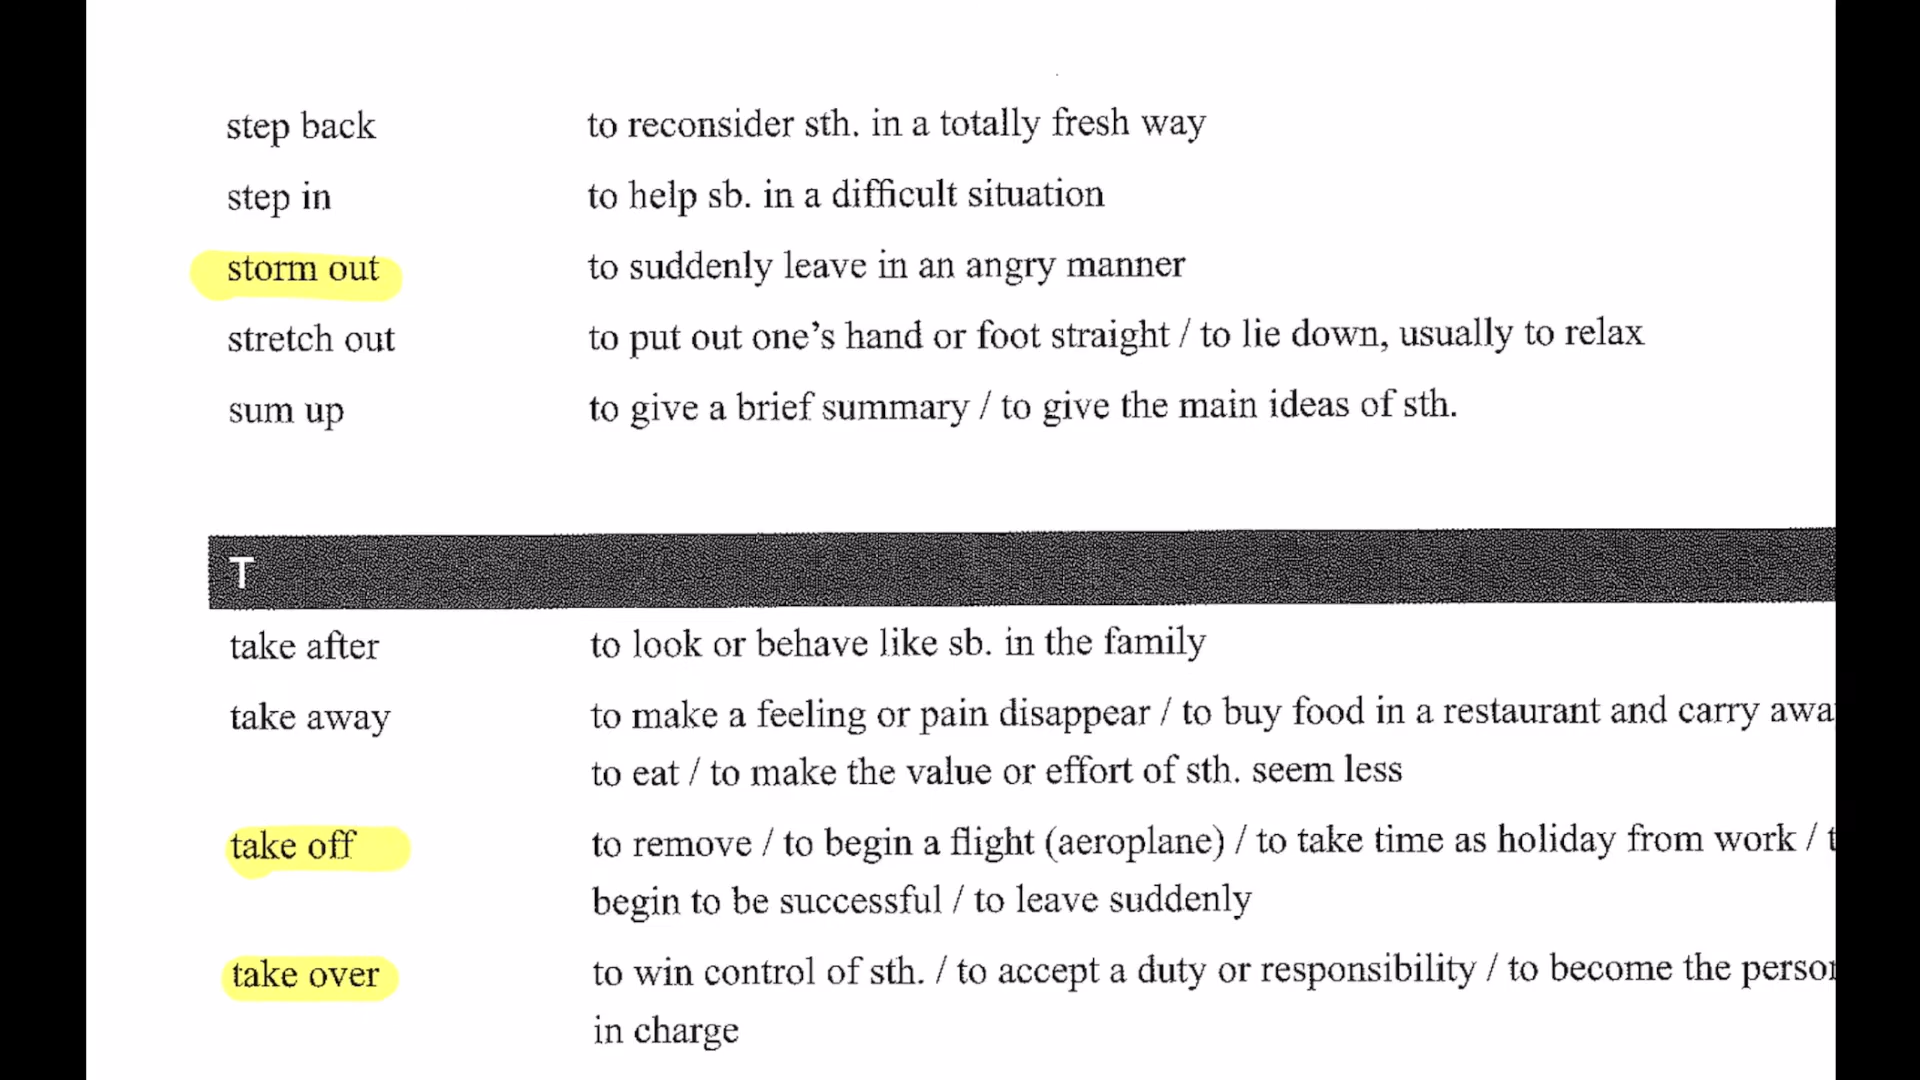 step back to reconsider sth. in a totally fresh way
step in to help sb. in a difficult situation
storm out to suddenly leave in an angry manner
stretch out to put out one’s hand or foot straight / to lie down, usually to relax
sum up to give a brief summary / to give the main ideas of sth.
T
take after to look or behave like sb. in the family
take away to make a feeling or pain disappear / to buy food in a restaurant and carry
to eat / to make the value or effort of sth. seem less
take off to remove / to begin a flight (aeroplane) / to take time as holiday from work /
begin to be successful / to leave suddenly
take over to win control of sth. / to accept a duty or responsibility / to become the
in charge